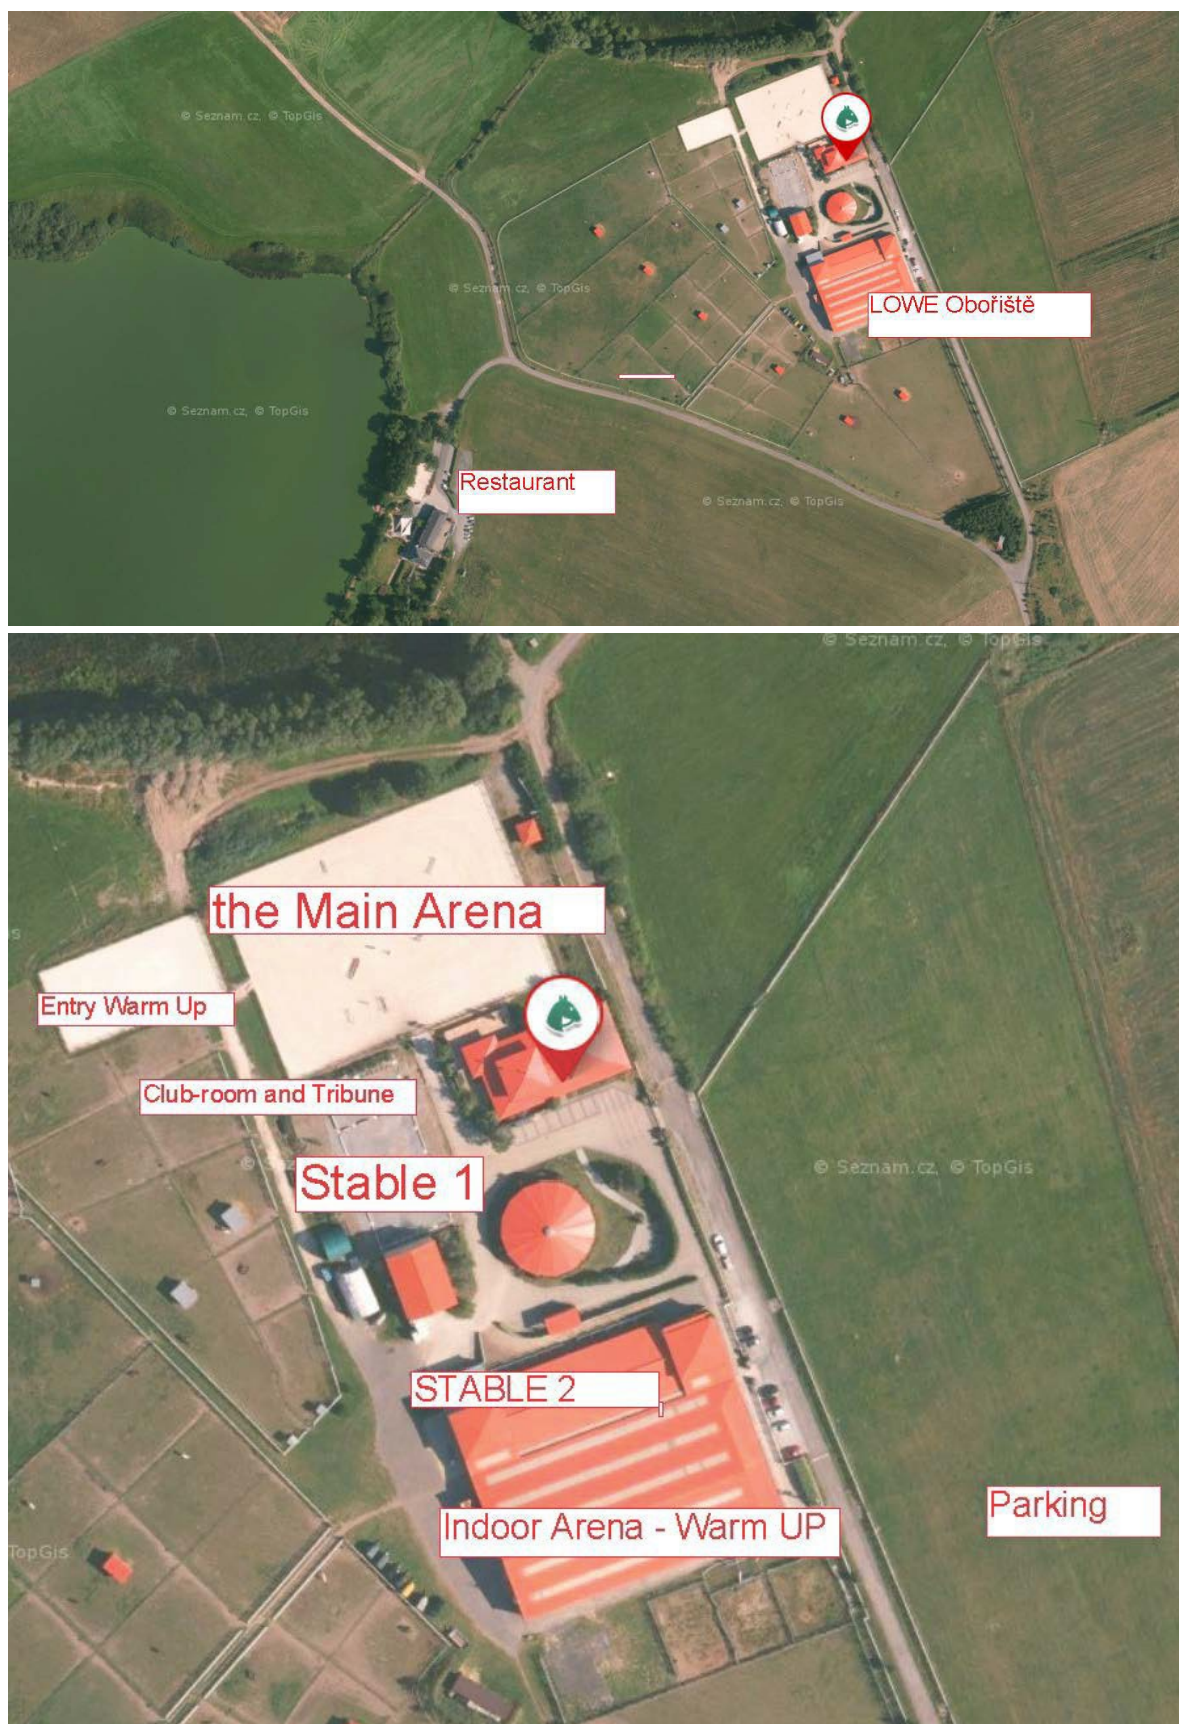 © Seznam.cz, © TopGis
© Seznam.cz, © TopGis
LOWE Obořiště
© Seznam.cz, © TopGis
Restaurant
© Seznam.cz, © TopGis
© Seznam.cz, © TopGis
the Main Arena
Entry Warm Up
Club-room and Tribune
Stable 1
© Seznam.cz, © TopGis
STABLE 2
Parking
Indoor Arena - Warm UP
TopGis